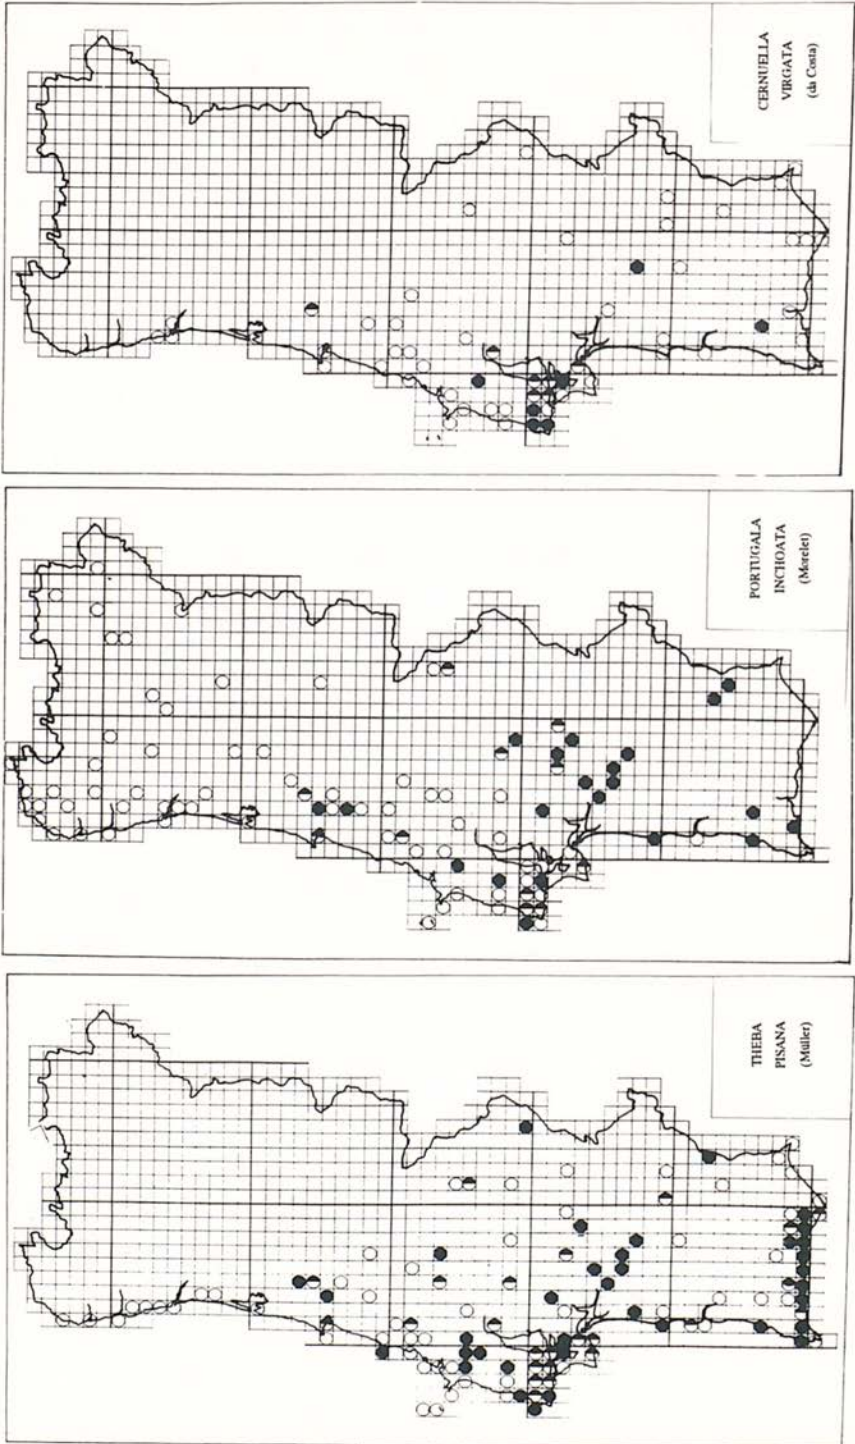 CERNUELLA
VIRGATA
(da Costa)
PORTUGALA
INCHOATA
(Morelet)
THEBA
PISANA
(Müller)